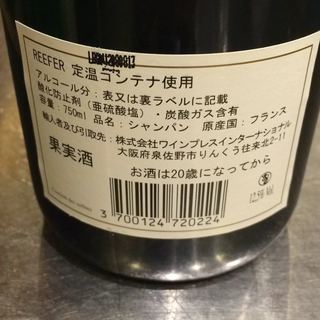 REEFER 定温コンテナ使用
アルコール分：表又は裏ラベルに記載
酸化防止剤（亜硫酸塩）・炭酸ガス含有
容量：750ml 品名：シャンパン 原産国：フランス
輸入者及び引取先：株式会社ワインプレスインターナショナル
大阪府泉佐野市りんくう往来北2-11
果実酒
お酒は20歳になってから
3 700124 720224